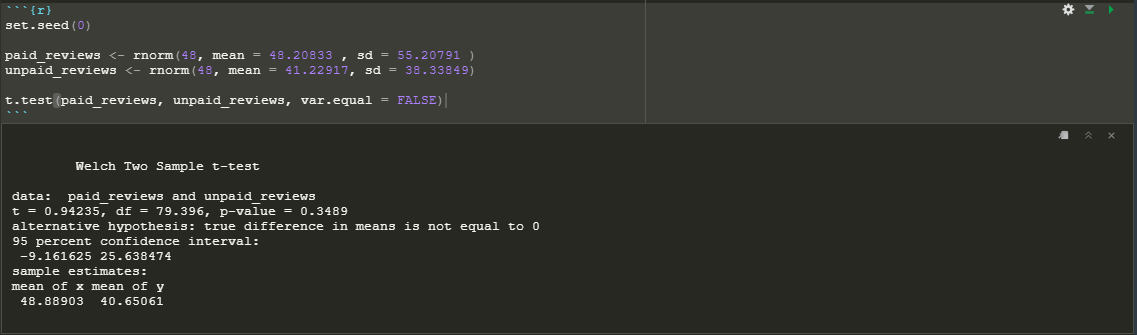 ```{r}
set.seed(0)
paid_reviews <- rnorm(48, mean = 48.20833 , sd = 55.20791 )
unpaid_reviews <- rnorm(48, mean = 41.22917, sd = 38.33849)
t.test(paid_reviews, unpaid_reviews, var.equal = FALSE)
```
Welch Two Sample t-test
data:  paid_reviews and unpaid_reviews
t = 0.94235, df = 79.396, p-value = 0.3489
alternative hypothesis: true difference in means is not equal to 0
95 percent confidence interval:
-9.161625 25.638474
sample estimates:
mean of x mean of y
48.88903  40.65061